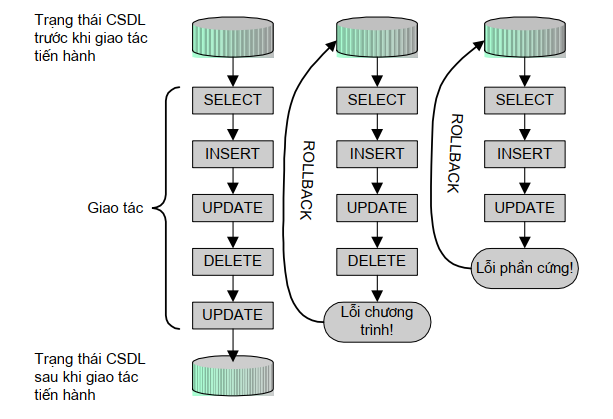 Trạng thái CSDL
trước khi giao tác
tiến hành
Giao tác
SELECT
INSERT
UPDATE
DELETE
UPDATE
Trạng thái CSDL
sau khi giao tác
tiến hành
ROLLBACK
SELECT
INSERT
UPDATE
DELETE
Lỗi chương
trình!
ROLLBACK
SELECT
INSERT
UPDATE
Lỗi phần cứng!